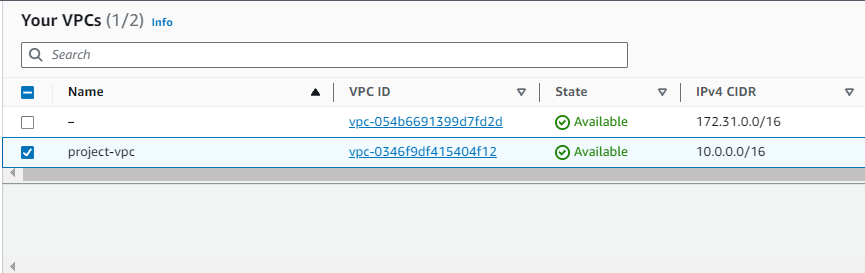 Your VPCs (1/2) Info
Search
Name VPC ID State IPv4 CIDR
– vpc-054b6691399d7fd2d Available 172.31.0.0/16
project-vpc vpc-0346f9df415404f12 Available 10.0.0.0/16